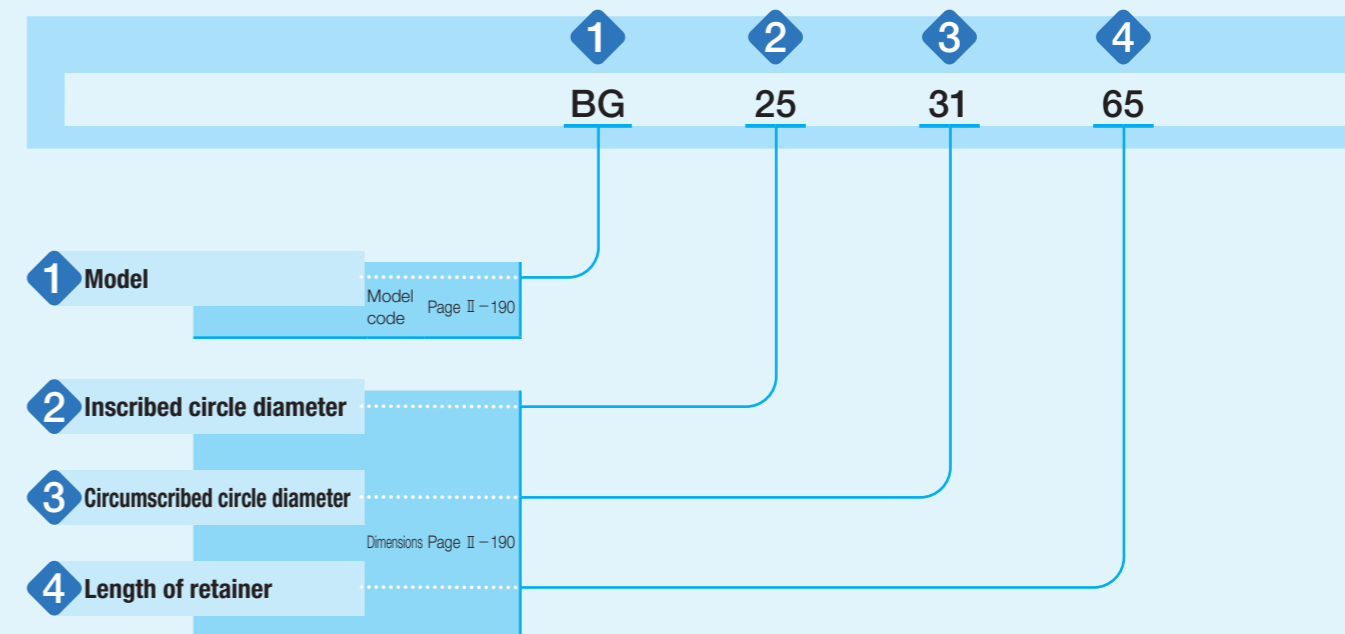 1 2 3 4
BG 25 31 65
1 Model
Model code Page Ⅱ－190
2 Inscribed circle diameter
3 Circumscribed circle diameter
Dimensions Page Ⅱ－190
4 Length of retainer